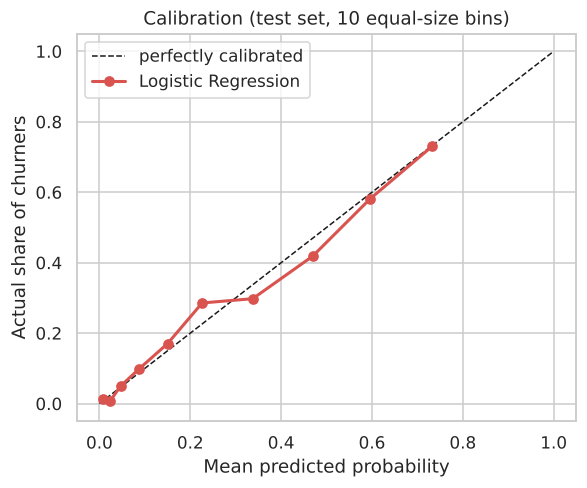 Calibration (test set, 10 equal-size bins)
perfectly calibrated
Logistic Regression
Actual share of churners
1.0
0.8
0.6
0.4
0.2
0.0
0.0 0.2 0.4 0.6 0.8 1.0
Mean predicted probability